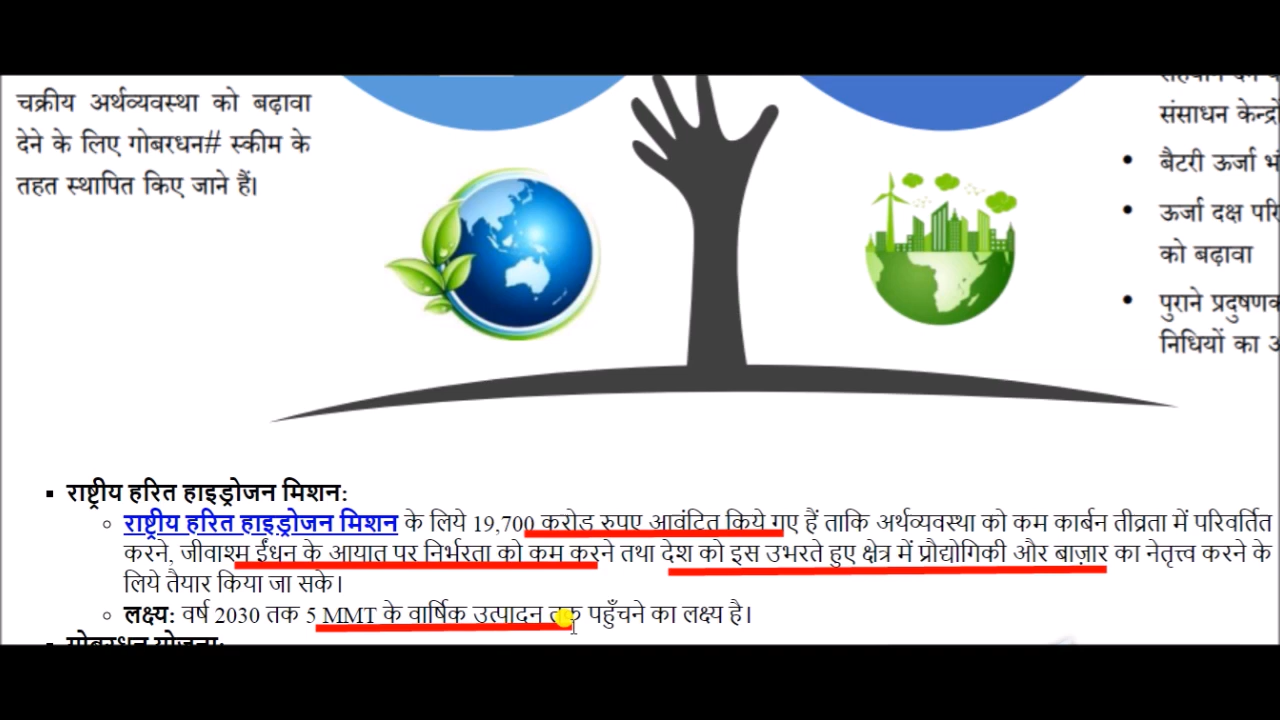 चक्रीय अर्थव्यवस्था को बढ़ावा
देने के लिए गोबरधन# स्कीम के
तहत स्थापित किए जाने हैं।
संसाधन केन्द्रो
• बैटरी ऊर्जा
• ऊर्जा दक्ष
को बढ़ावा
• पुराने
निधियों का
▪ राष्ट्रीय हरित हाइड्रोजन मिशन:
○ राष्ट्रीय हरित हाइड्रोजन मिशन के लिये 19,700 करोड़ रुपए आवंटित किये गए हैं ताकि अर्थव्यवस्था को कम कार्बन तीव्रता में परिवर्तित
करने, जीवाश्म ईंधन के आयात पर निर्भरता को कम करने तथा देश को इस उभरते हुए क्षेत्र में प्रौद्योगिकी और बाज़ार का नेतृत्त्व करने के
लिये तैयार किया जा सके।
○ लक्ष्य: वर्ष 2030 तक 5 MMT के वार्षिक उत्पादन तक पहुँचने का लक्ष्य है।
▪ गोबरधन योजना: